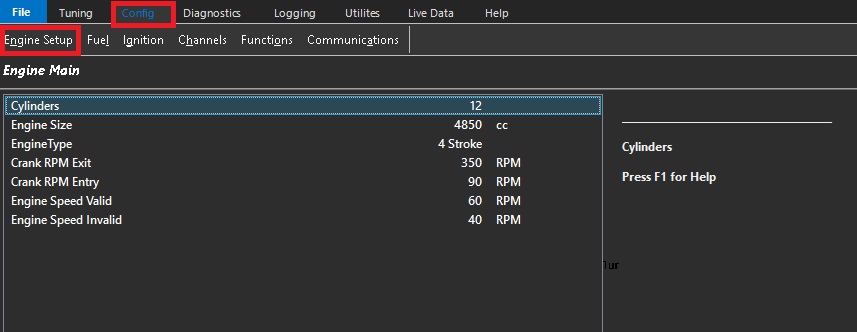 File Tuning Config Diagnostics Logging Utilites Live Data Help
Engine Setup Fuel Ignition Channels Functions Communications
Engine Main
Cylinders 12
Engine Size 4850 cc
EngineType 4 Stroke
Crank RPM Exit 350 RPM
Crank RPM Entry 90 RPM
Engine Speed Valid 60 RPM
Engine Speed Invalid 40 RPM
Cylinders
Press F1 for Help